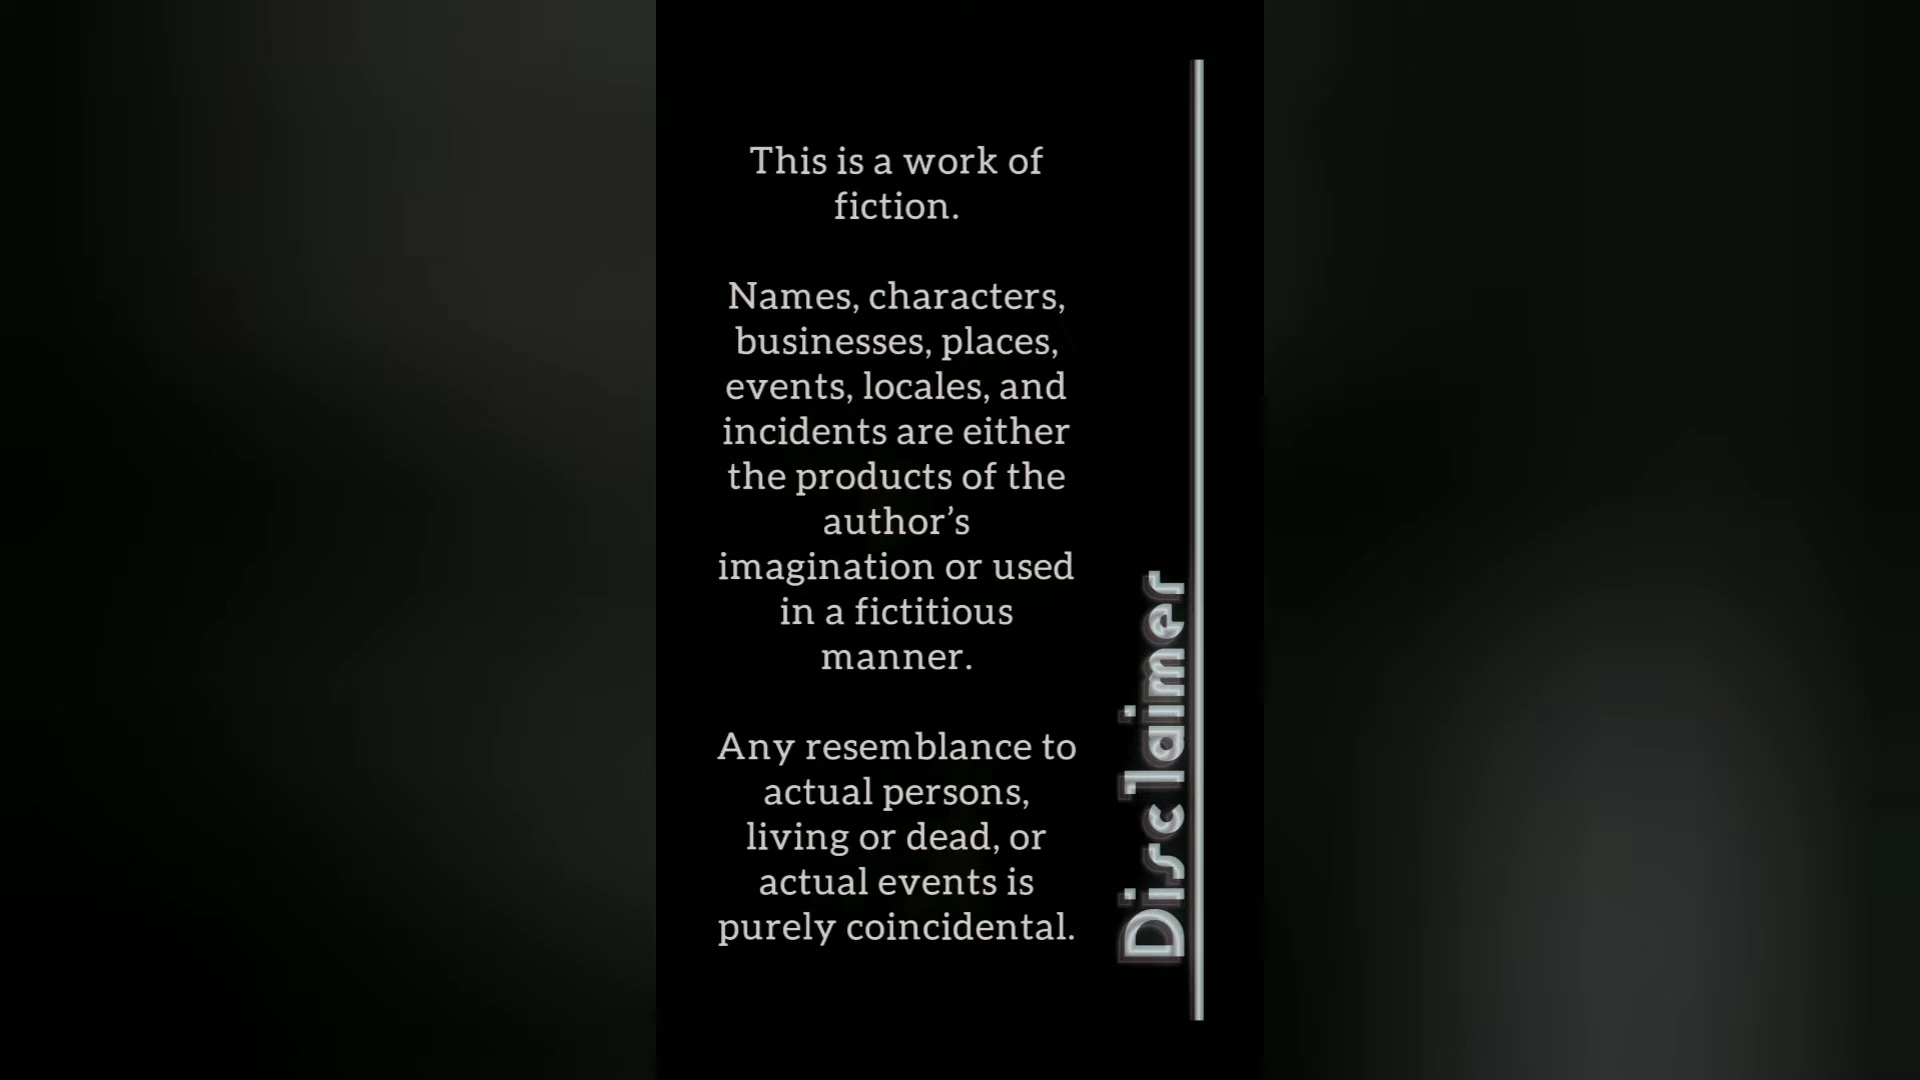 This is a work of
fiction.
Names, characters,
businesses, places,
events, locales, and
incidents are either
the products of the
author’s
imagination or used
in a fictitious
manner.
Any resemblance to
actual persons,
living or dead, or
actual events is
purely coincidental.
Disclaimer